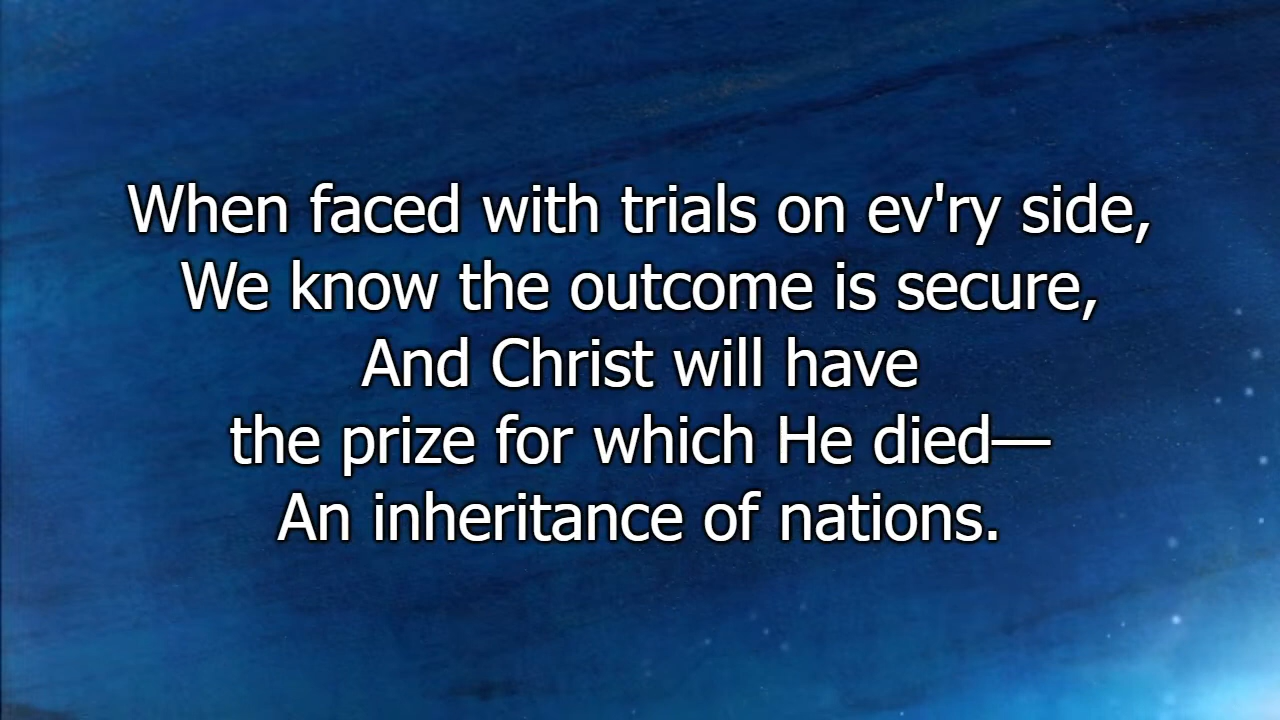 When faced with trials on ev'ry side,
We know the outcome is secure,
And Christ will have
the prize for which He died—
An inheritance of nations.